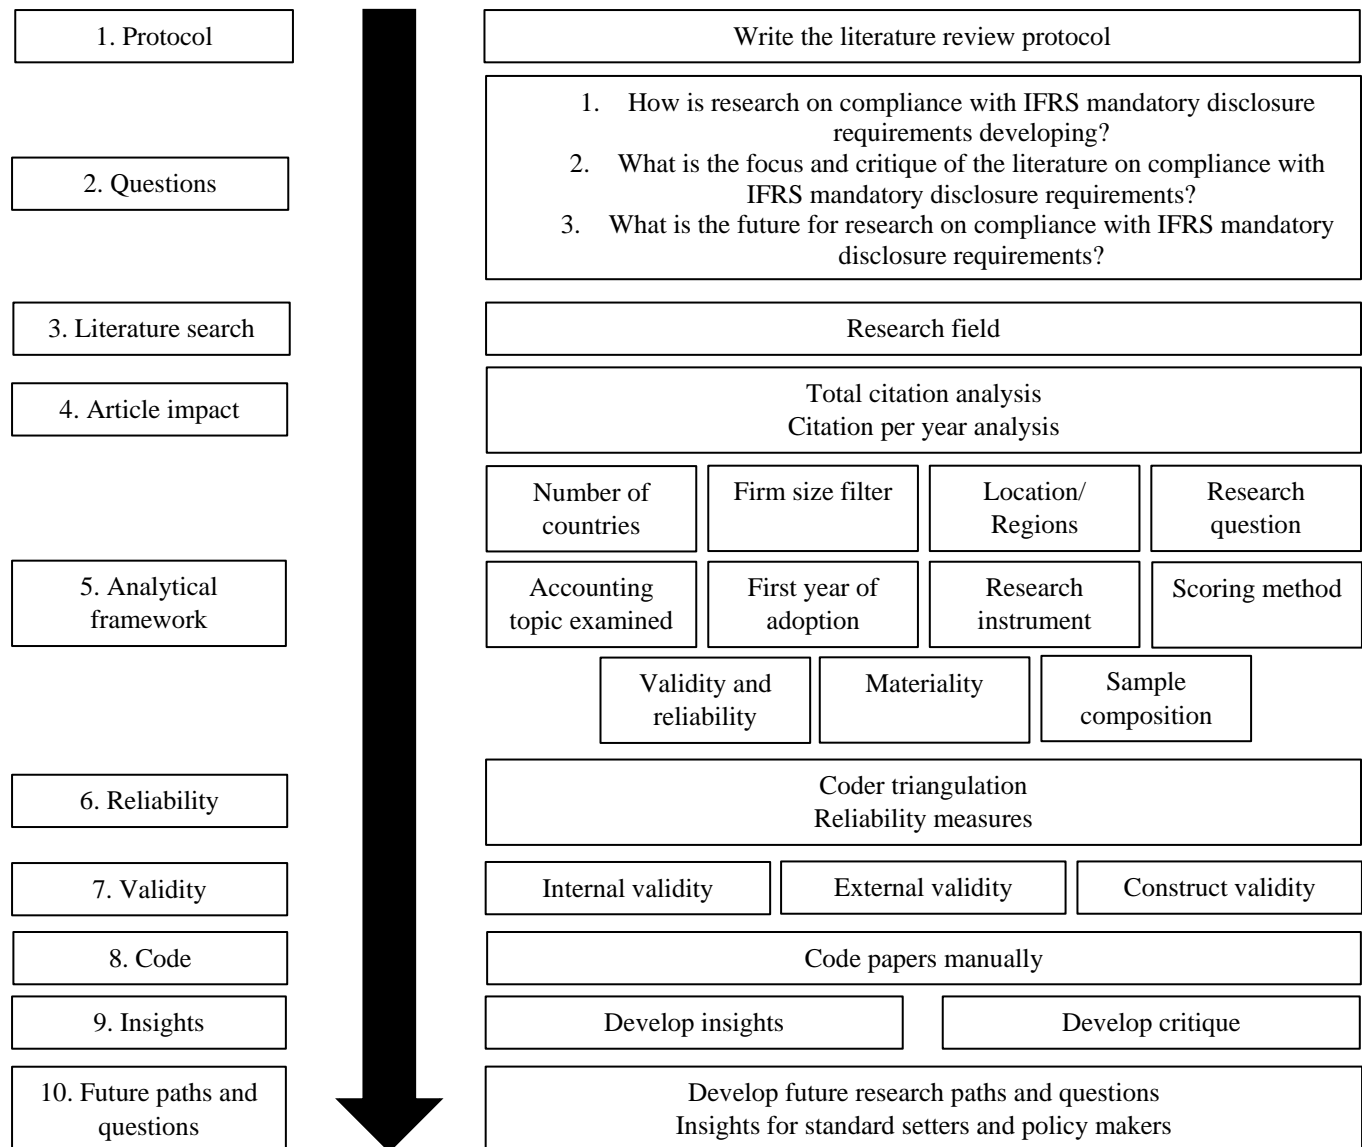 1. Protocol
Write the literature review protocol
2. Questions
1. How is research on compliance with IFRS mandatory disclosure
requirements developing?
2. What is the focus and critique of the literature on compliance with
IFRS mandatory disclosure requirements?
3. What is the future for research on compliance with IFRS mandatory
disclosure requirements?
3. Literature search
Research field
4. Article impact
Total citation analysis
Citation per year analysis
5. Analytical
framework
Number of
countries
Firm size filter
Location/
Regions
Research
question
Accounting
topic examined
First year of
adoption
Research
instrument
Scoring method
Validity and
reliability
Materiality
Sample
composition
6. Reliability
Coder triangulation
Reliability measures
7. Validity
Internal validity
External validity
Construct validity
8. Code
Code papers manually
9. Insights
Develop insights
Develop critique
10. Future paths and
questions
Develop future research paths and questions
Insights for standard setters and policy makers